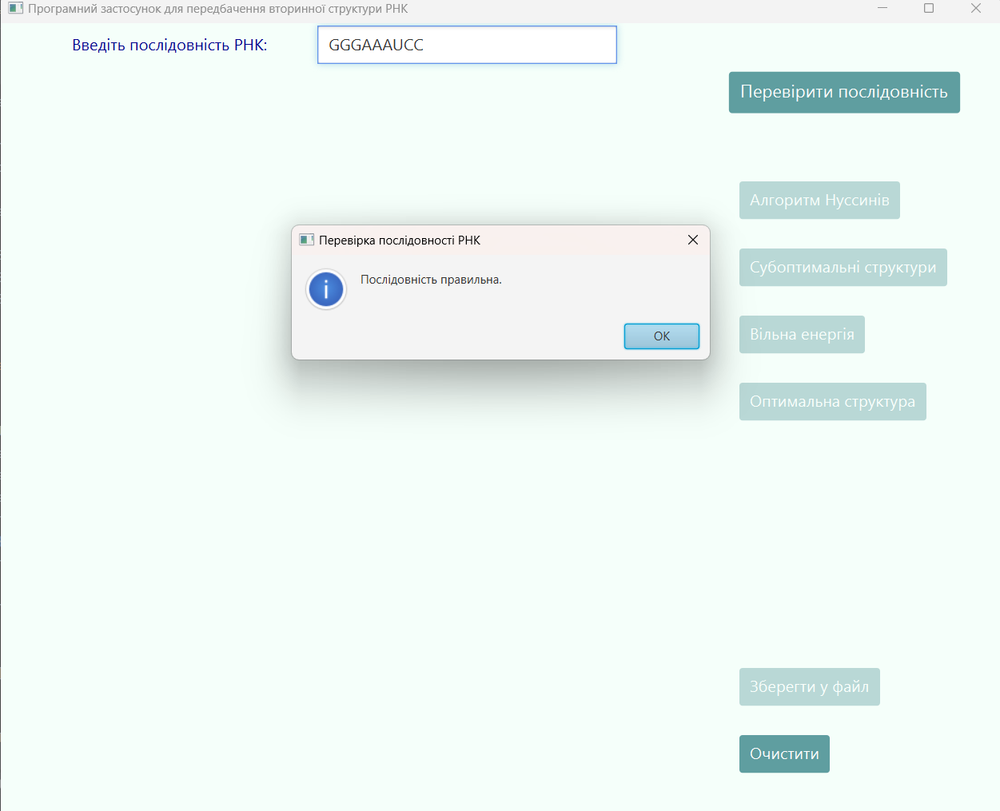 Програмний застосунок для передбачення вторинної структури РНК
Введіть послідовність РНК:
GGGAAAUCC
Перевірити послідовність
Алгоритм Нуссинів
Субоптимальні структури
Вільна енергія
Оптимальна структура
Перевірка послідовності РНК
Послідовність правильна.
OK
Зберегти у файл
Очистити